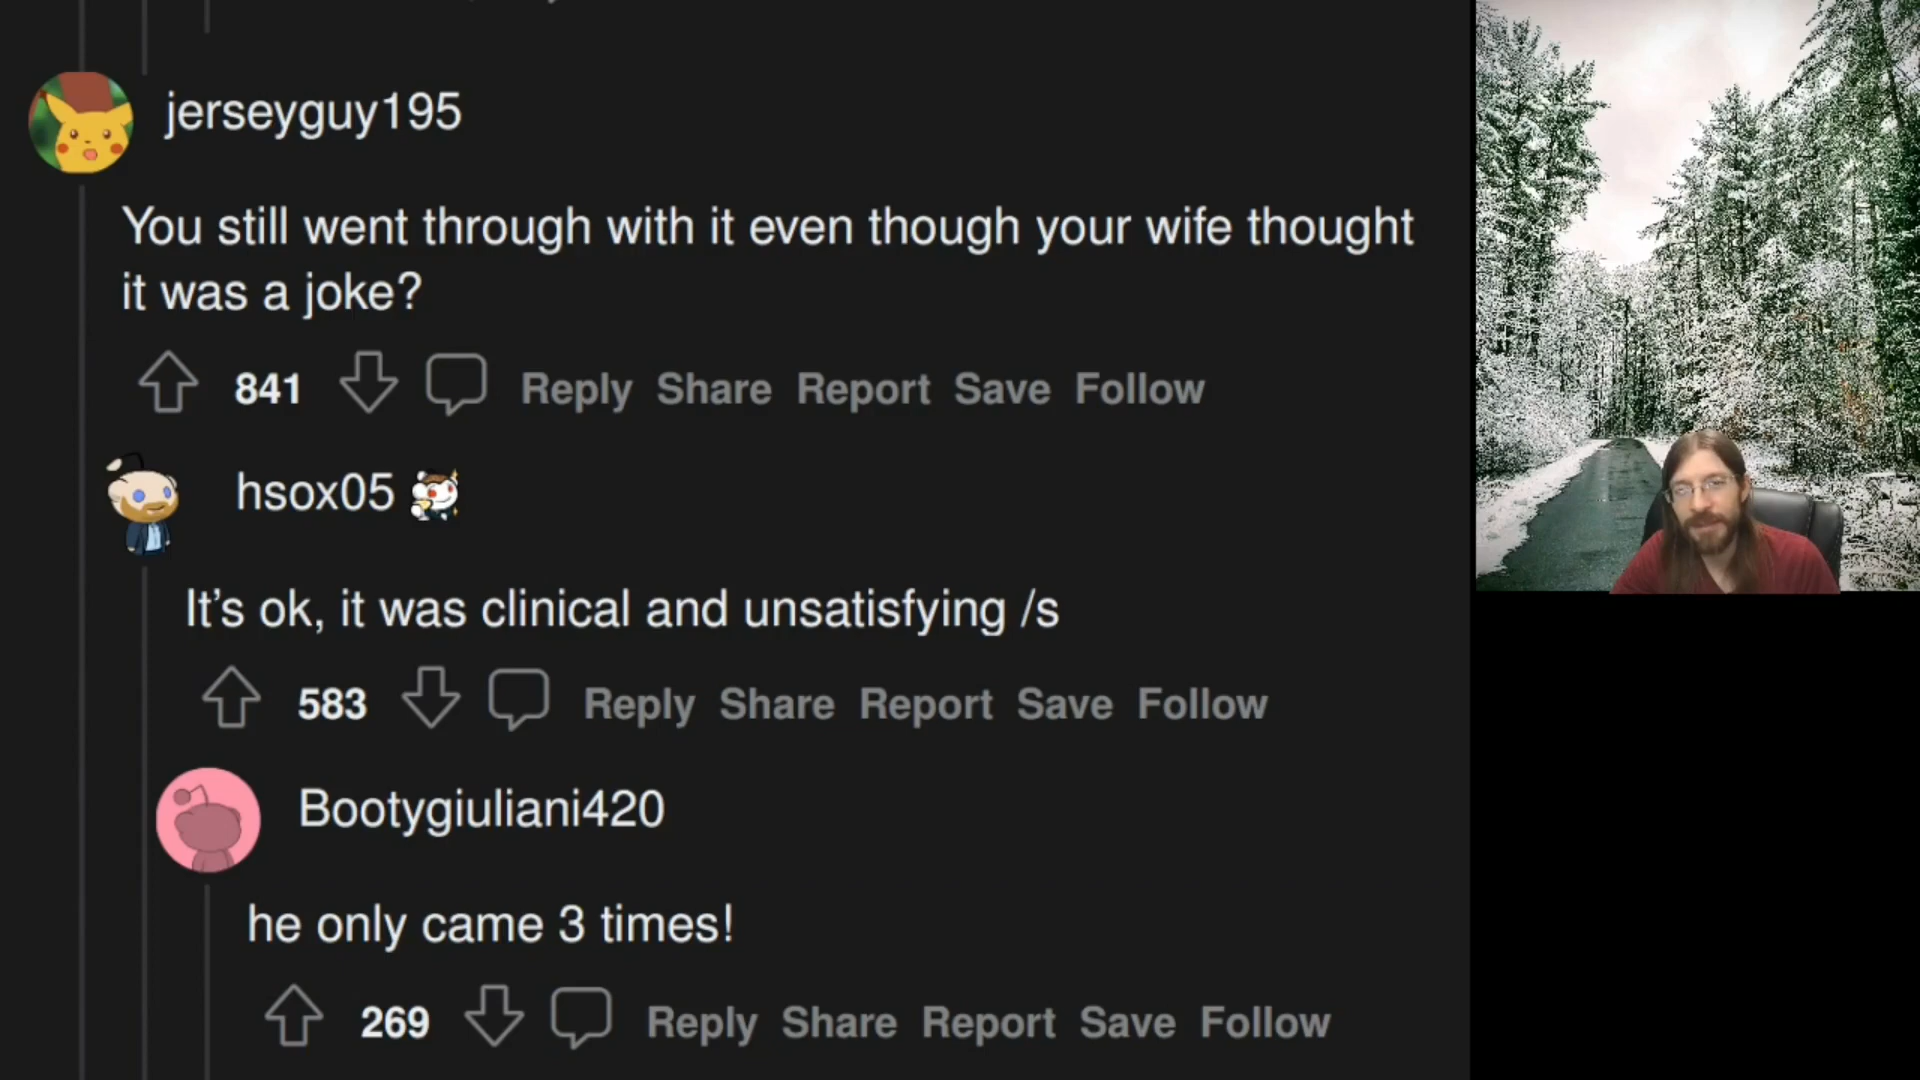 jerseyguy195
You still went through with it even though your wife thought
it was a joke?
841 Reply Share Report Save Follow
hsox05
It’s ok, it was clinical and unsatisfying /s
583 Reply Share Report Save Follow
Bootygiuliani420
he only came 3 times!
269 Reply Share Report Save Follow